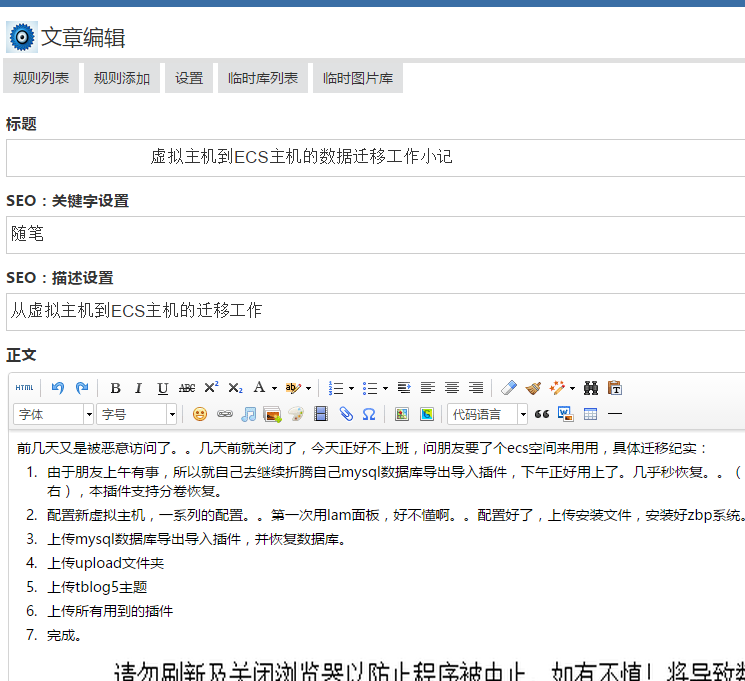 文章编辑
规则列表 规则添加 设置 临时库列表 临时图片库
标题
虚拟主机到ECS主机的数据迁移工作小记
SEO：关键字设置
随笔
SEO：描述设置
从虚拟主机到ECS主机的迁移工作
正文
HTML B I U ABC X² X₂ A ab
字体 字号 Ω 代码语言
前几天又是被恶意访问了。。几天前就关闭了，今天正好不上班，问朋友要了个ecs空间来用用，具体迁移纪实：
1. 由于朋友上午有事，所以就自己去继续折腾自己mysql数据库导出导入插件，下午正好用上了。几乎秒恢复。。（
右），本插件支持分卷恢复。
2. 配置新虚拟主机，一系列的配置。。第一次用lam面板，好不懂啊。。配置好了，上传安装文件，安装好zbp系统。
3. 上传mysql数据库导出导入插件，并恢复数据库。
4. 上传upload文件夹
5. 上传tblog5主题
6. 上传所有用到的插件
7. 完成。
请勿刷新及关闭浏览器以防止程序被中止，如有不慎！将导致数